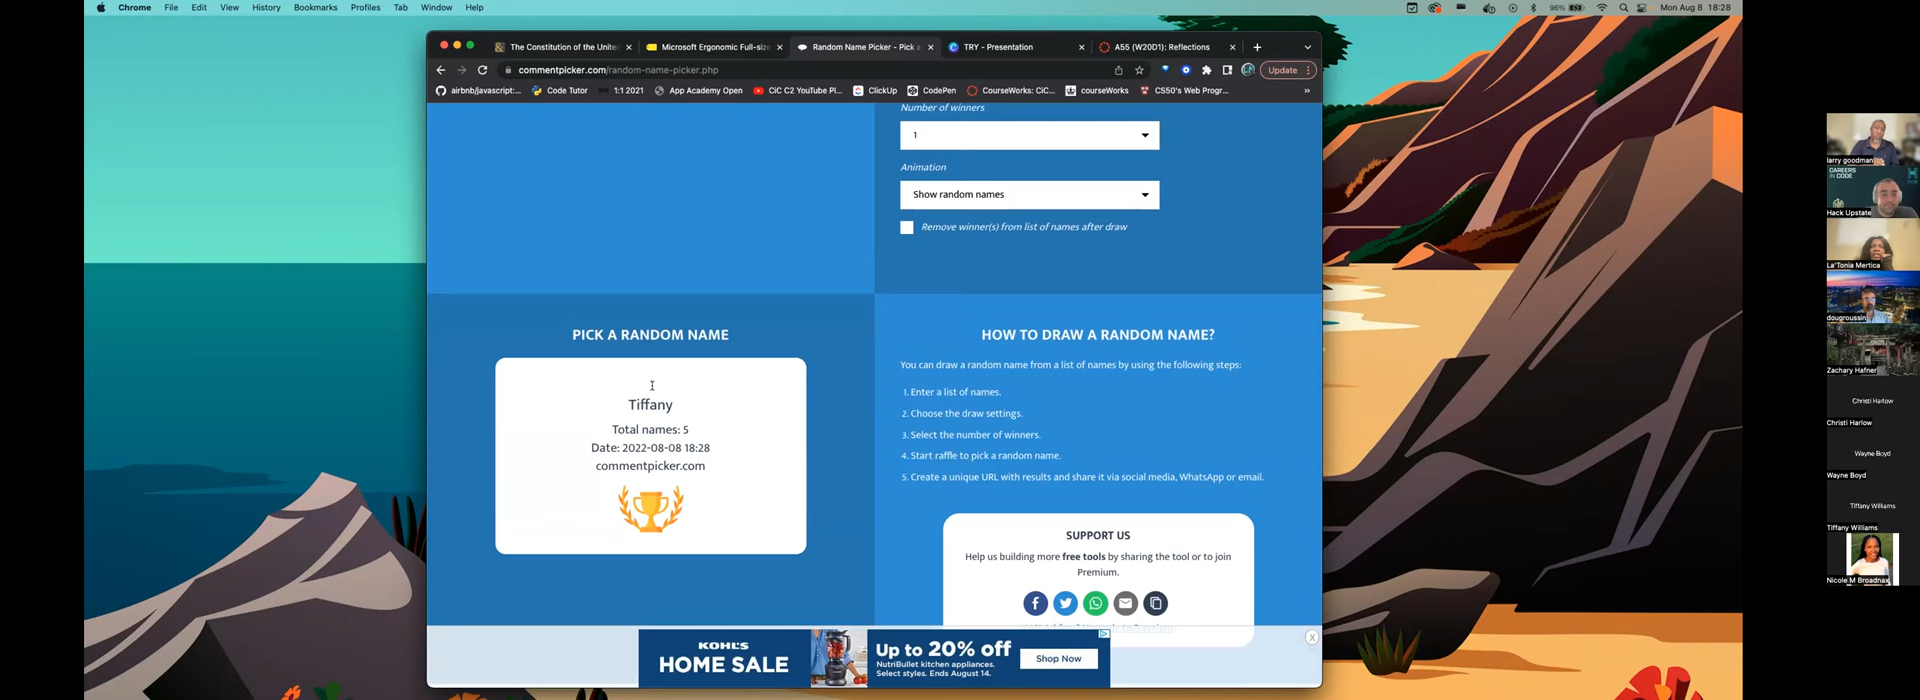 Chrome File Edit View History Bookmarks Profiles Tab Window Help
96% Mon Aug 8 18:28
The Constitution of the Unite
Microsoft Ergonomic Full-size
Random Name Picker - Pick a
TRY - Presentation
A55 (W20D1): Reflections
commentpicker.com/random-name-picker.php
Update
airbnb/javascript:...
Code Tutor
1:1 2021
App Academy Open
CiC C2 YouTube Pl...
ClickUp
CodePen
CourseWorks: CiC...
courseWorks
CS50's Web Progr...
Number of winners
1
Animation
Show random names
Remove winner(s) from list of names after draw
PICK A RANDOM NAME
Tiffany
Total names: 5
Date: 2022-08-08 18:28
commentpicker.com
HOW TO DRAW A RANDOM NAME?
You can draw a random name from a list of names by using the following steps:
1. Enter a list of names.
2. Choose the draw settings.
3. Select the number of winners.
4. Start raffle to pick a random name.
5. Create a unique URL with results and share it via social media, WhatsApp or email.
SUPPORT US
Help us building more free tools by sharing the tool or to join
Premium.
KOHL'S
HOME SALE
Up to 20% off
NutriBullet kitchen appliances.
Select styles. Ends August 14.
Shop Now
larry goodman
CAREERS
IN CODE
Hack Upstate
La'Tonia Mertica
dougroussin
Zachary Hafner
Christi Harlow
Christi Harlow
Wayne Boyd
Wayne Boyd
Tiffany Williams
Tiffany Williams
Nicole M Broadnax